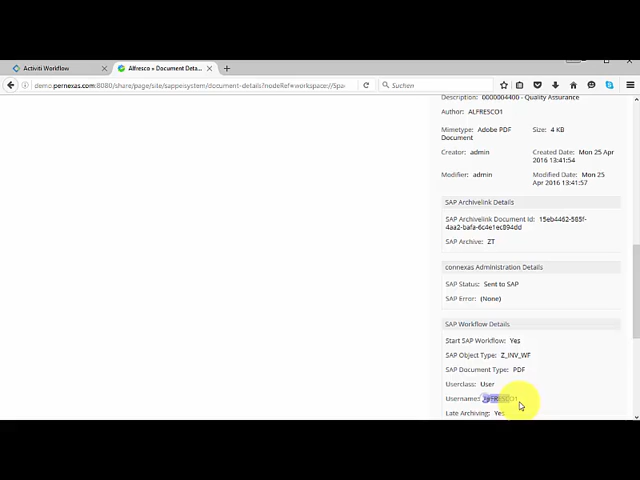 Activiti Workflow
Alfresco » Document Deta...
demo.pernexas.com:8080/share/page/site/sappeisystem/document-details?nodeRef=workspace://Spa
Suchen
Description: 0000004400 - Quality Assurance
Author: ALFRESCO1
Mimetype: Adobe PDF Document
Size: 4 KB
Creator: admin
Created Date: Mon 25 Apr 2016 13:41:54
Modifier: admin
Modified Date: Mon 25 Apr 2016 13:41:57
SAP Archivelink Details
SAP Archivelink Document Id: 15eb4462-585f-
4aa2-bafa-6c4e1ec894dd
SAP Archive: ZT
connexas Administration Details
SAP Status: Sent to SAP
SAP Error: (None)
SAP Workflow Details
Start SAP Workflow: Yes
SAP Object Type: Z_INV_WF
SAP Document Type: PDF
Userclass: User
Username: ALFRESCO1
Late Archiving: Yes